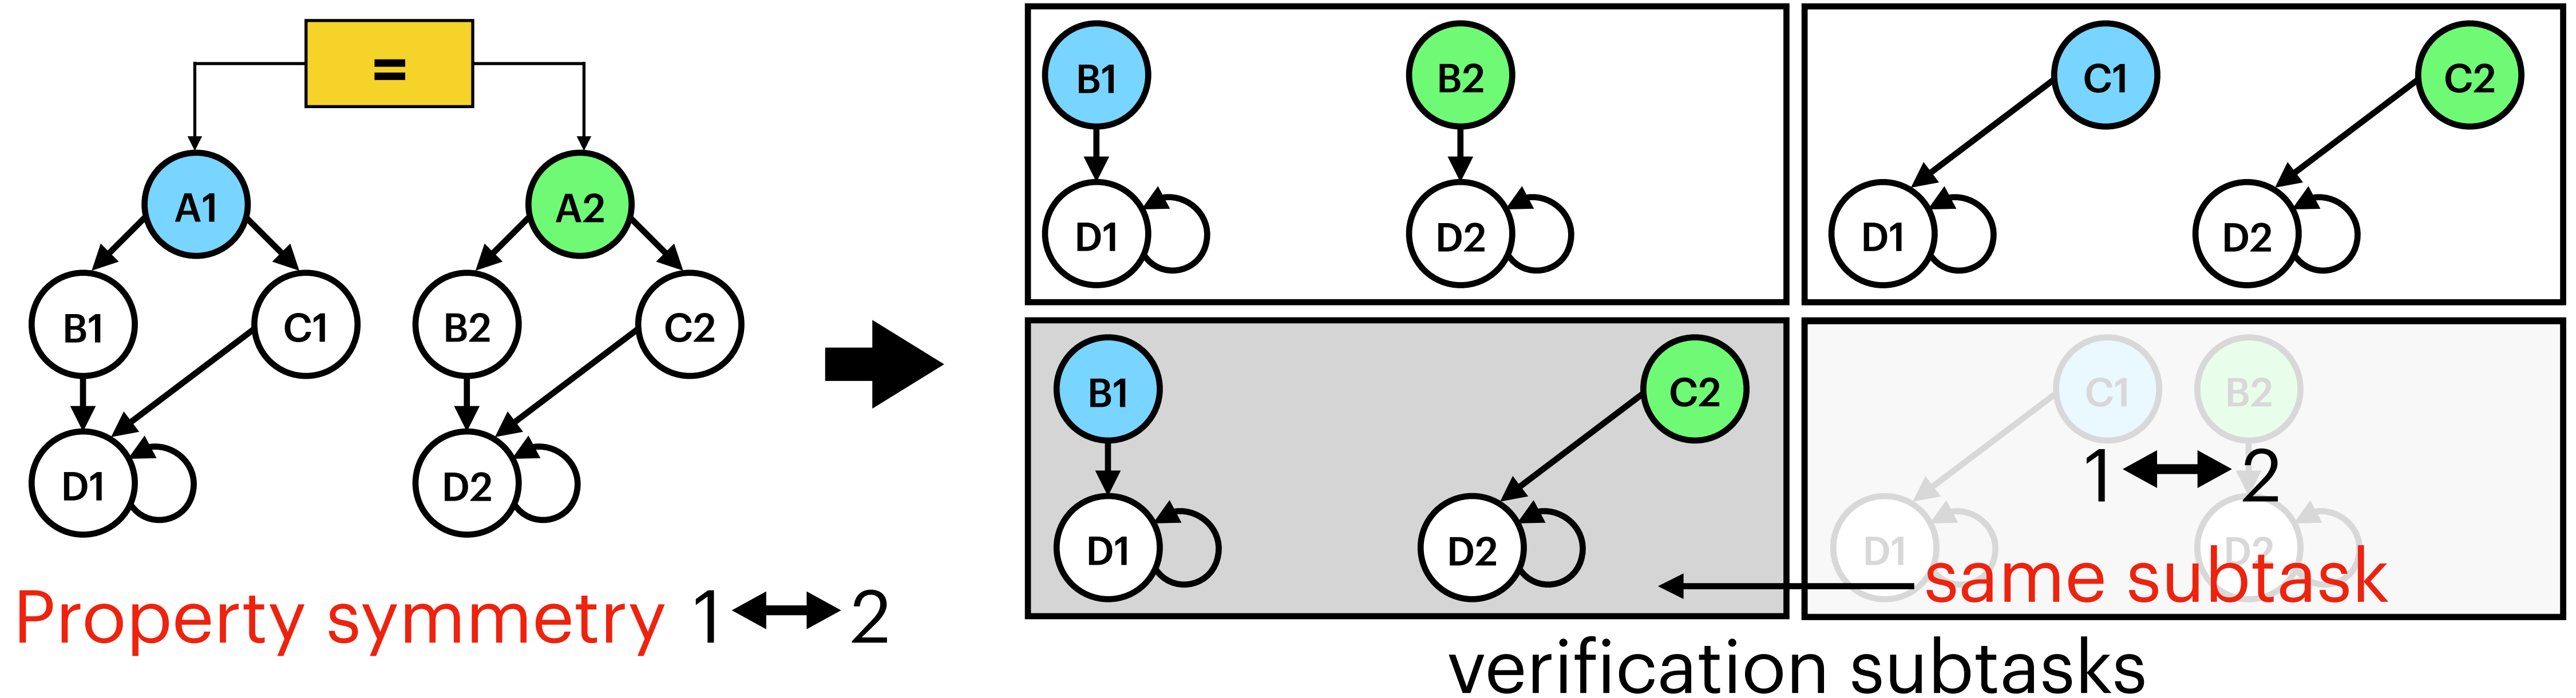 =
A1 A2
B1 C1 B2 C2
D1 D2
Property symmetry 1 2
B1 B2
D1 D2
C1 C2
D1 D2
B1 C2
D1 D2
C1 B2
1 2
D1 D2
same subtask
verification subtasks